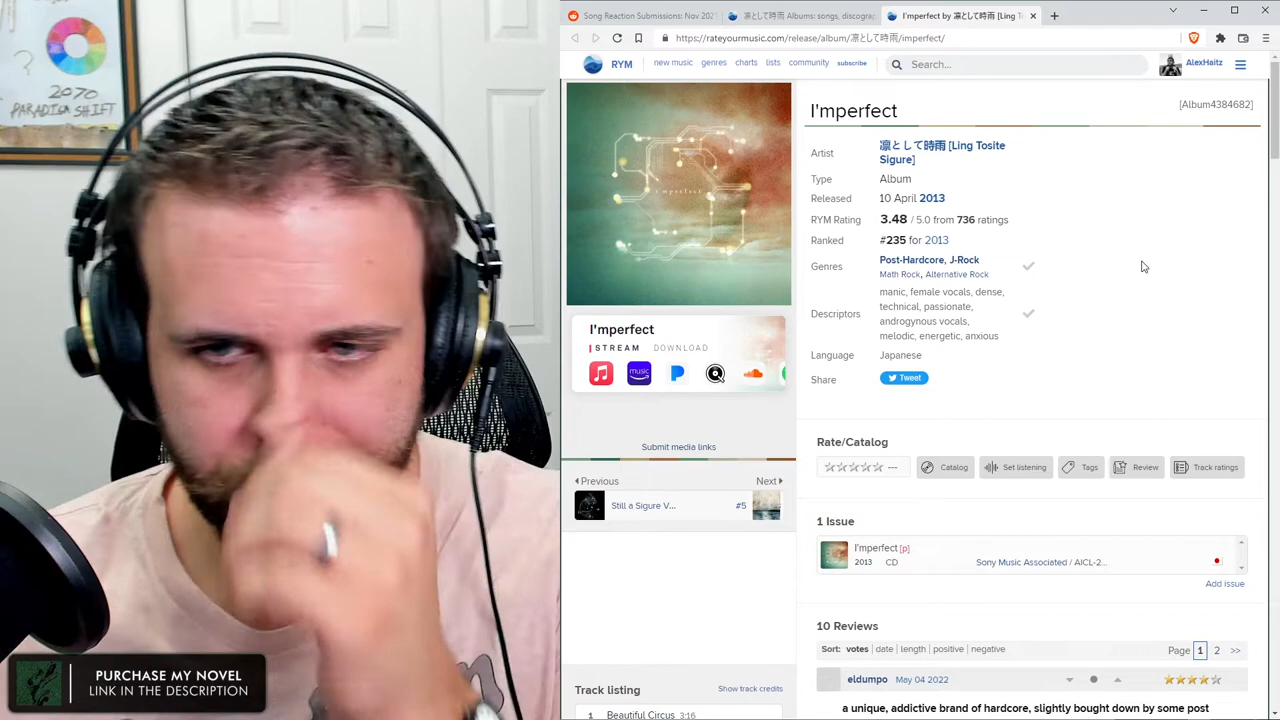 2070
PARADIGM SHIFT
PURCHASE MY NOVEL
LINK IN THE DESCRIPTION
Song Reaction Submissions: Nov 2021
凛として時雨 Albums: songs, discogra
I'mperfect by 凛として時雨 [Ling T
https://rateyourmusic.com/release/album/凛として時雨/imperfect/
RYM
new music genres charts lists community subscribe
Search...
AlexHaitz
I'mperfect
[Album4384682]
Artist 凛として時雨 [Ling Tosite
Sigure]
Type Album
Released 10 April 2013
RYM Rating 3.48 / 5.0 from 736 ratings
Ranked #235 for 2013
Genres Post-Hardcore, J-Rock
Math Rock, Alternative Rock
Descriptors manic, female vocals, dense,
technical, passionate,
androgynous vocals,
melodic, energetic, anxious
Language Japanese
Share Tweet
imperfect
I'mperfect
STREAM DOWNLOAD
music
Submit media links
Previous Next
Still a Sigure V... #5
Track listing Show track credits
1 Beautiful Circus 3:16
Rate/Catalog
--- Catalog Set listening Tags Review Track ratings
1 Issue
I'mperfect [p]
2013 CD Sony Music Associated / AICL-2...
Add issue
10 Reviews
Sort: votes date length positive negative Page 1 2 >>
eldumpo May 04 2022
a unique, addictive brand of hardcore, slightly bought down by some post